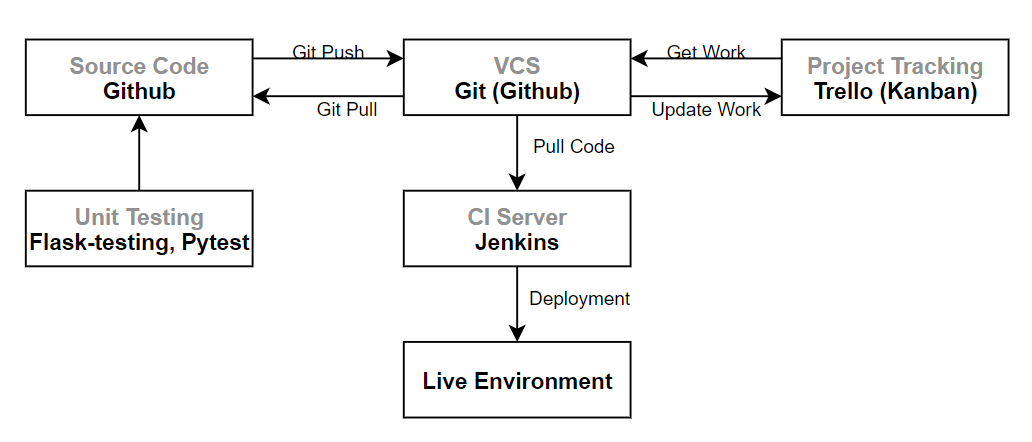 Source Code
Github
Git Push
Git Pull
VCS
Git (Github)
Get Work
Update Work
Project Tracking
Trello (Kanban)
Pull Code
Unit Testing
Flask-testing, Pytest
CI Server
Jenkins
Deployment
Live Environment